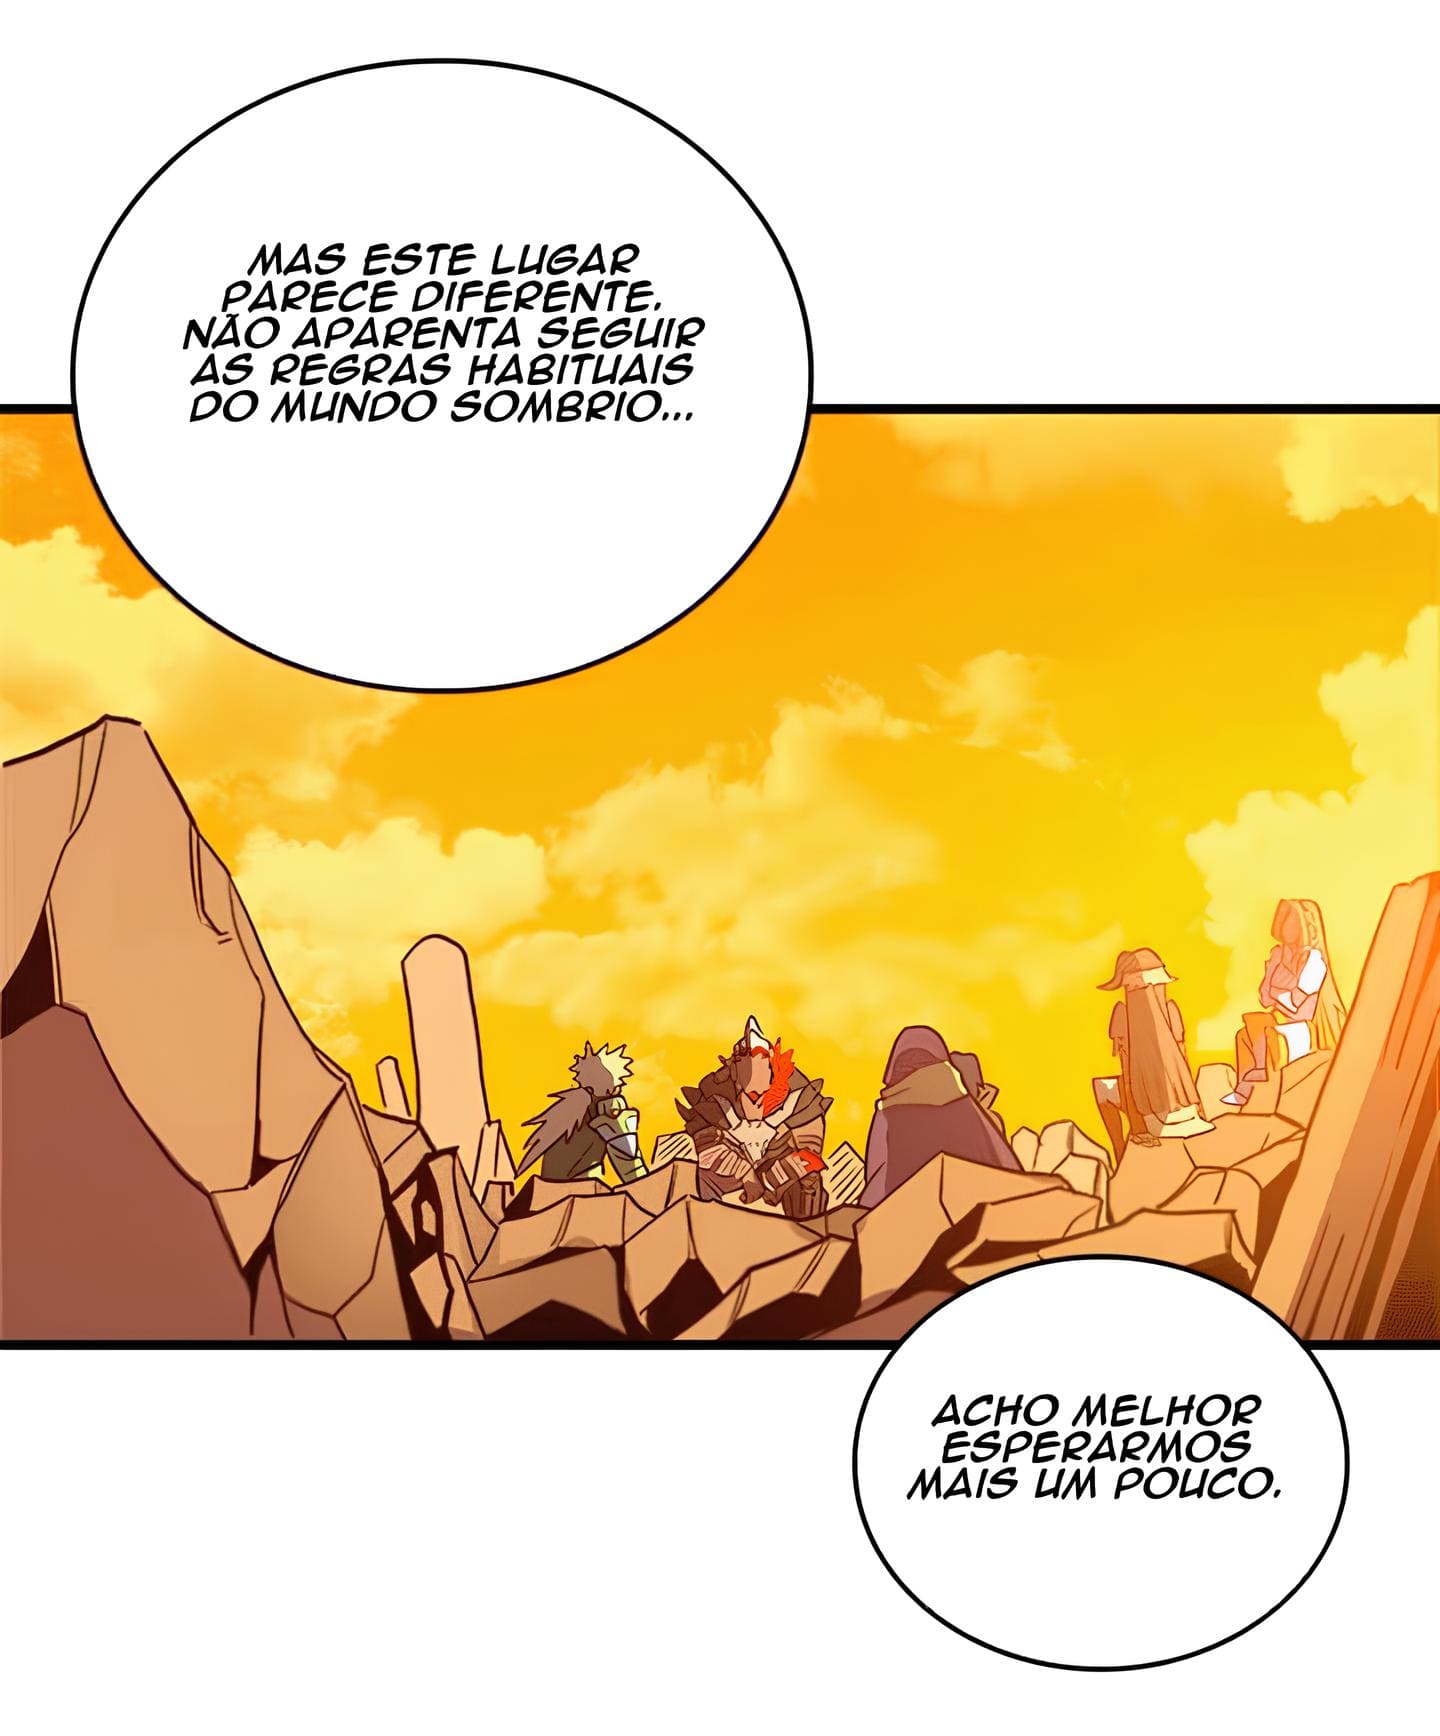 MAS ESTE LUGAR
PARECE DIFERENTE.
NÃO APARENTA SEGUIR
AS REGRAS HABITUAIS
DO MUNDO SOMBRIO...
ACHO MELHOR
ESPERARMOS
MAIS UM POUCO.